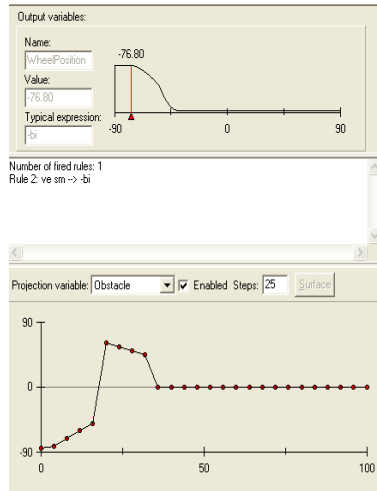 Output variables:
Name:
WheelPosition
Value:
-76.80
Typical expression:
-bi
-76.80
-90 0 90
Number of fired rules: 1
Rule 2: ve sm --> -bi
Projection variable: Obstacle Enabled Steps: 25 Surface
90
0
-90
0 50 100